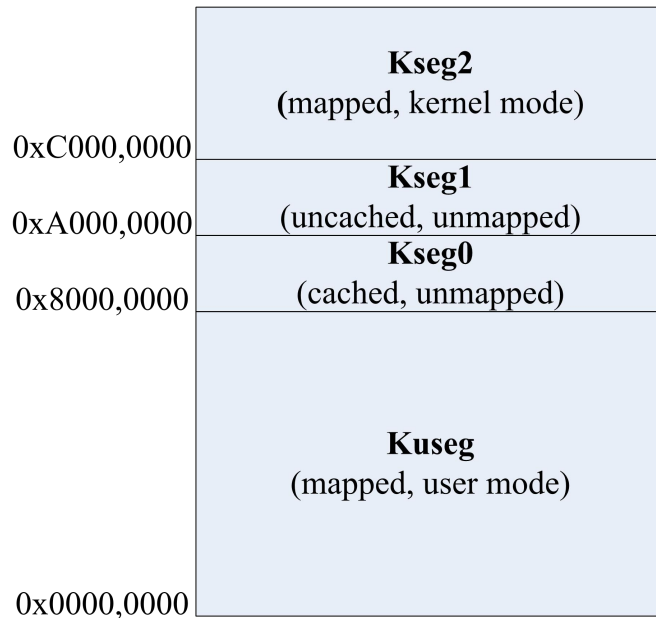 Kseg2
(mapped, kernel mode)
0xC000,0000
Kseg1
(uncached, unmapped)
0xA000,0000
Kseg0
(cached, unmapped)
0x8000,0000
Kuseg
(mapped, user mode)
0x0000,0000